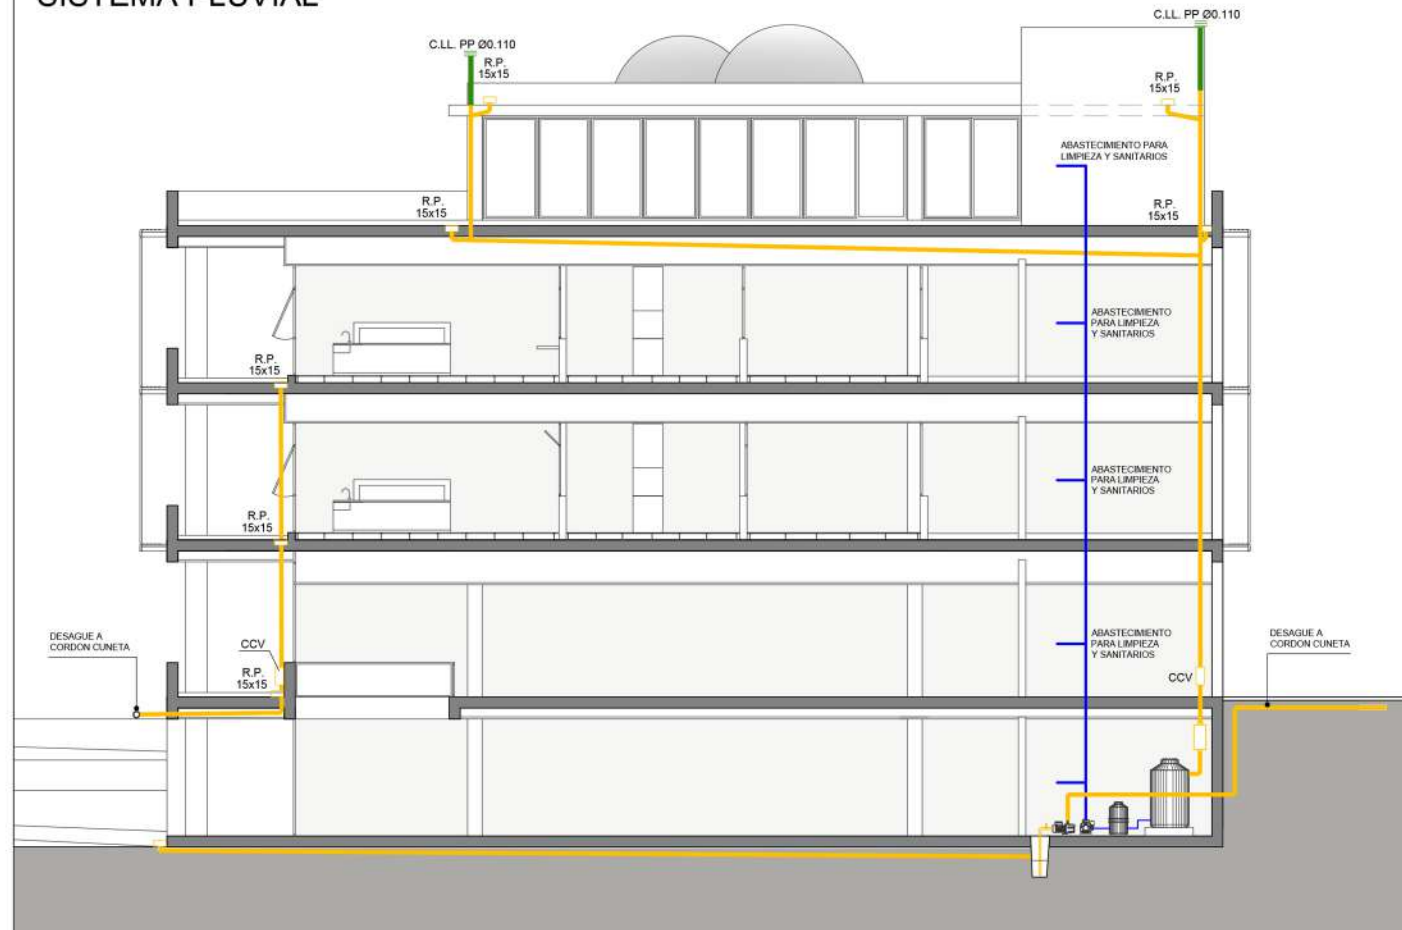 SISTEMA PLUVIAL
C.LL. PP Ø0.110
C.LL. PP Ø0.110
R.P.
15x15
R.P.
15x15
ABASTECIMIENTO PARA
LIMPIEZA Y SANITARIOS
R.P.
15x15
R.P.
15x15
ABASTECIMIENTO
PARA LIMPIEZA
Y SANITARIOS
R.P.
15x15
ABASTECIMIENTO
PARA LIMPIEZA
Y SANITARIOS
R.P.
15x15
DESAGUE A
CORDON CUNETA
CCV
R.P.
15x15
ABASTECIMIENTO
PARA LIMPIEZA
Y SANITARIOS
CCV
DESAGUE A
CORDON CUNETA